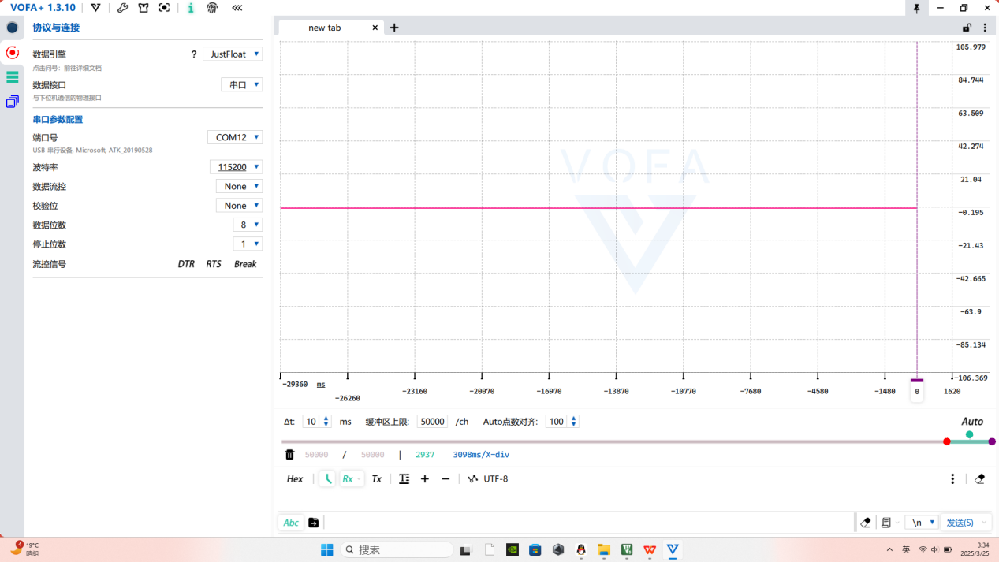 VOFA+ 1.3.10
协议与连接
new tab
数据引擎 ? JustFloat
点击问号：前往详细文档
数据接口 串口
与下位机通信的物理接口
串口参数配置
端口号 COM12
USB 串行设备, Microsoft, ATK_20190528
波特率 115200
数据流控 None
校验位 None
数据位数 8
停止位数 1
流控信号 DTR RTS Break
VOFA
105.979
84.744
63.509
42.274
21.04
-0.195
-21.43
-42.665
-63.9
-85.134
-106.369
-29360 ms
-26260
-23160
-20070
-16970
-13870
-10770
-7680
-4580
-1480
0
1620
Δt: 10 ms 缓冲区上限: 50000 /ch Auto点数对齐: 100 Auto
50000 / 50000 | 2937 3098ms/X-div
Hex Rx Tx UTF-8
Abc \n 发送(S)
4 19°C
晴朗
搜索
英
3:34
2025/3/25